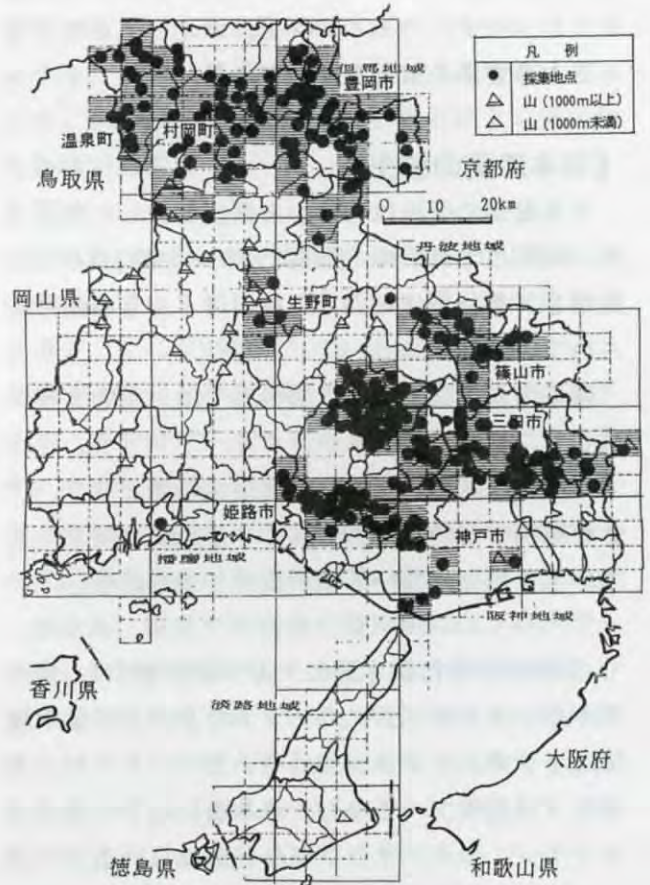 凡 例
● 採集地点
山 (1000m以上)
△ 山 (1000m未満)
但馬地域
豊岡市
村岡町
温泉町
鳥取県
京都府
0 10 20km
丹波地域
岡山県
生野町
篠山市
三田市
姫路市
神戸市
播磨地域
阪神地域
香川県
淡路地域
大阪府
徳島県
和歌山県